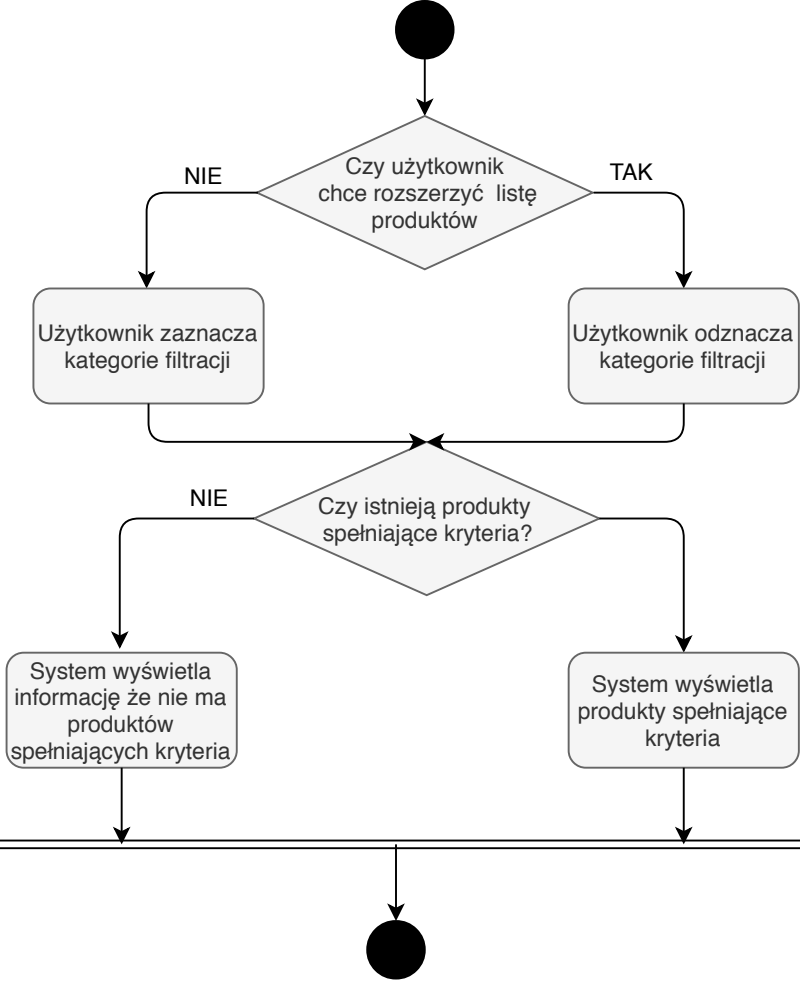 Czy użytkownik
chce rozszerzyć listę
produktów
NIE
TAK
Użytkownik zaznacza
kategorie filtracji
Użytkownik odznacza
kategorie filtracji
Czy istnieją produkty
spełniające kryteria?
NIE
System wyświetla
informację że nie ma
produktów
spełniających kryteria
System wyświetla
produkty spełniające
kryteria